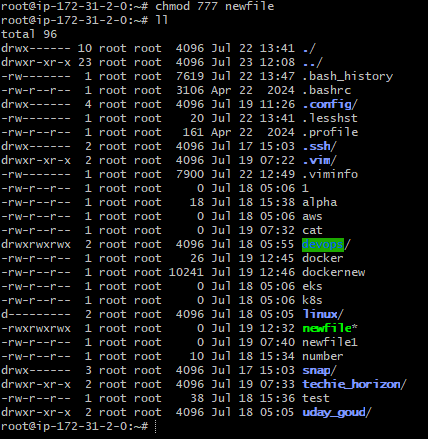 root@ip-172-31-2-0:~# chmod 777 newfile
root@ip-172-31-2-0:~# ll
total 96
drwx------ 10 root root  4096 Jul 22 13:41 ./
drwxr-xr-x 23 root root  4096 Jul 23 12:08 ../
-rw-------  1 root root  7619 Jul 22 13:47 .bash_history
-rw-r--r--  1 root root  3106 Apr 22  2024 .bashrc
drwx------  4 root root  4096 Jul 19 11:26 .config/
-rw-------  1 root root    20 Jul 22 13:41 .lesshst
-rw-r--r--  1 root root   161 Apr 22  2024 .profile
drwx------  2 root root  4096 Jul 17 15:03 .ssh/
drwxr-xr-x  2 root root  4096 Jul 19 07:22 .vim/
-rw-------  1 root root  7900 Jul 22 12:49 .viminfo
-rw-r--r--  1 root root     0 Jul 18 05:06 1
-rw-r--r--  1 root root    18 Jul 18 15:38 alpha
-rw-r--r--  1 root root     0 Jul 18 05:06 aws
-rw-r--r--  1 root root     0 Jul 19 07:32 cat
drwxrwxrwx  2 root root  4096 Jul 18 05:55 devops/
-rw-r--r--  1 root root    26 Jul 19 12:45 docker
-rw-r--r--  1 root root 10241 Jul 19 12:46 dockernew
-rw-r--r--  1 root root     0 Jul 18 05:06 eks
-rw-r--r--  1 root root     0 Jul 18 05:06 k8s
d---------  2 root root  4096 Jul 18 05:05 linux/
-rwxrwxrwx  1 root root     0 Jul 19 12:32 newfile*
-rw-r--r--  1 root root     0 Jul 19 07:40 newfile1
-rw-r--r--  1 root root    10 Jul 18 15:34 number
drwx------  3 root root  4096 Jul 17 15:03 snap/
drwxr-xr-x  2 root root  4096 Jul 19 07:33 techie_horizon/
-rw-r--r--  1 root root    38 Jul 18 15:36 test
drwxr-xr-x  2 root root  4096 Jul 18 05:05 uday_goud/
root@ip-172-31-2-0:~#